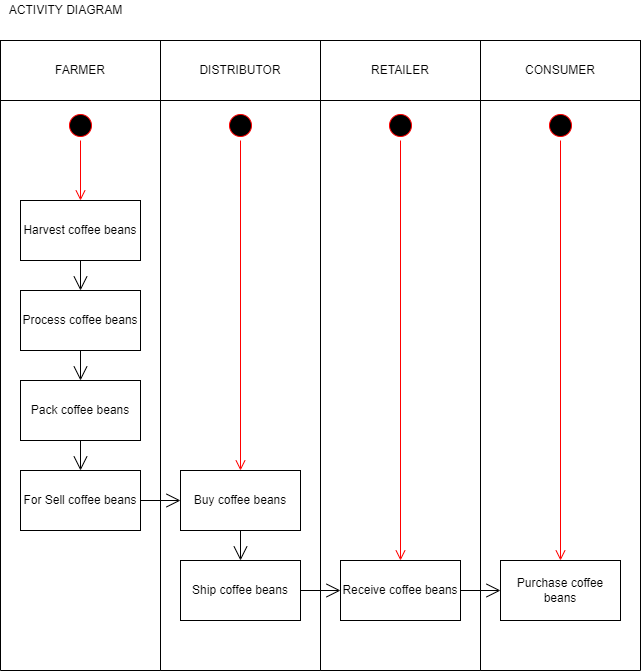 ACTIVITY DIAGRAM
FARMER
DISTRIBUTOR
RETAILER
CONSUMER
Harvest coffee beans
Process coffee beans
Pack coffee beans
For Sell coffee beans
Buy coffee beans
Ship coffee beans
Receive coffee beans
Purchase coffee
beans